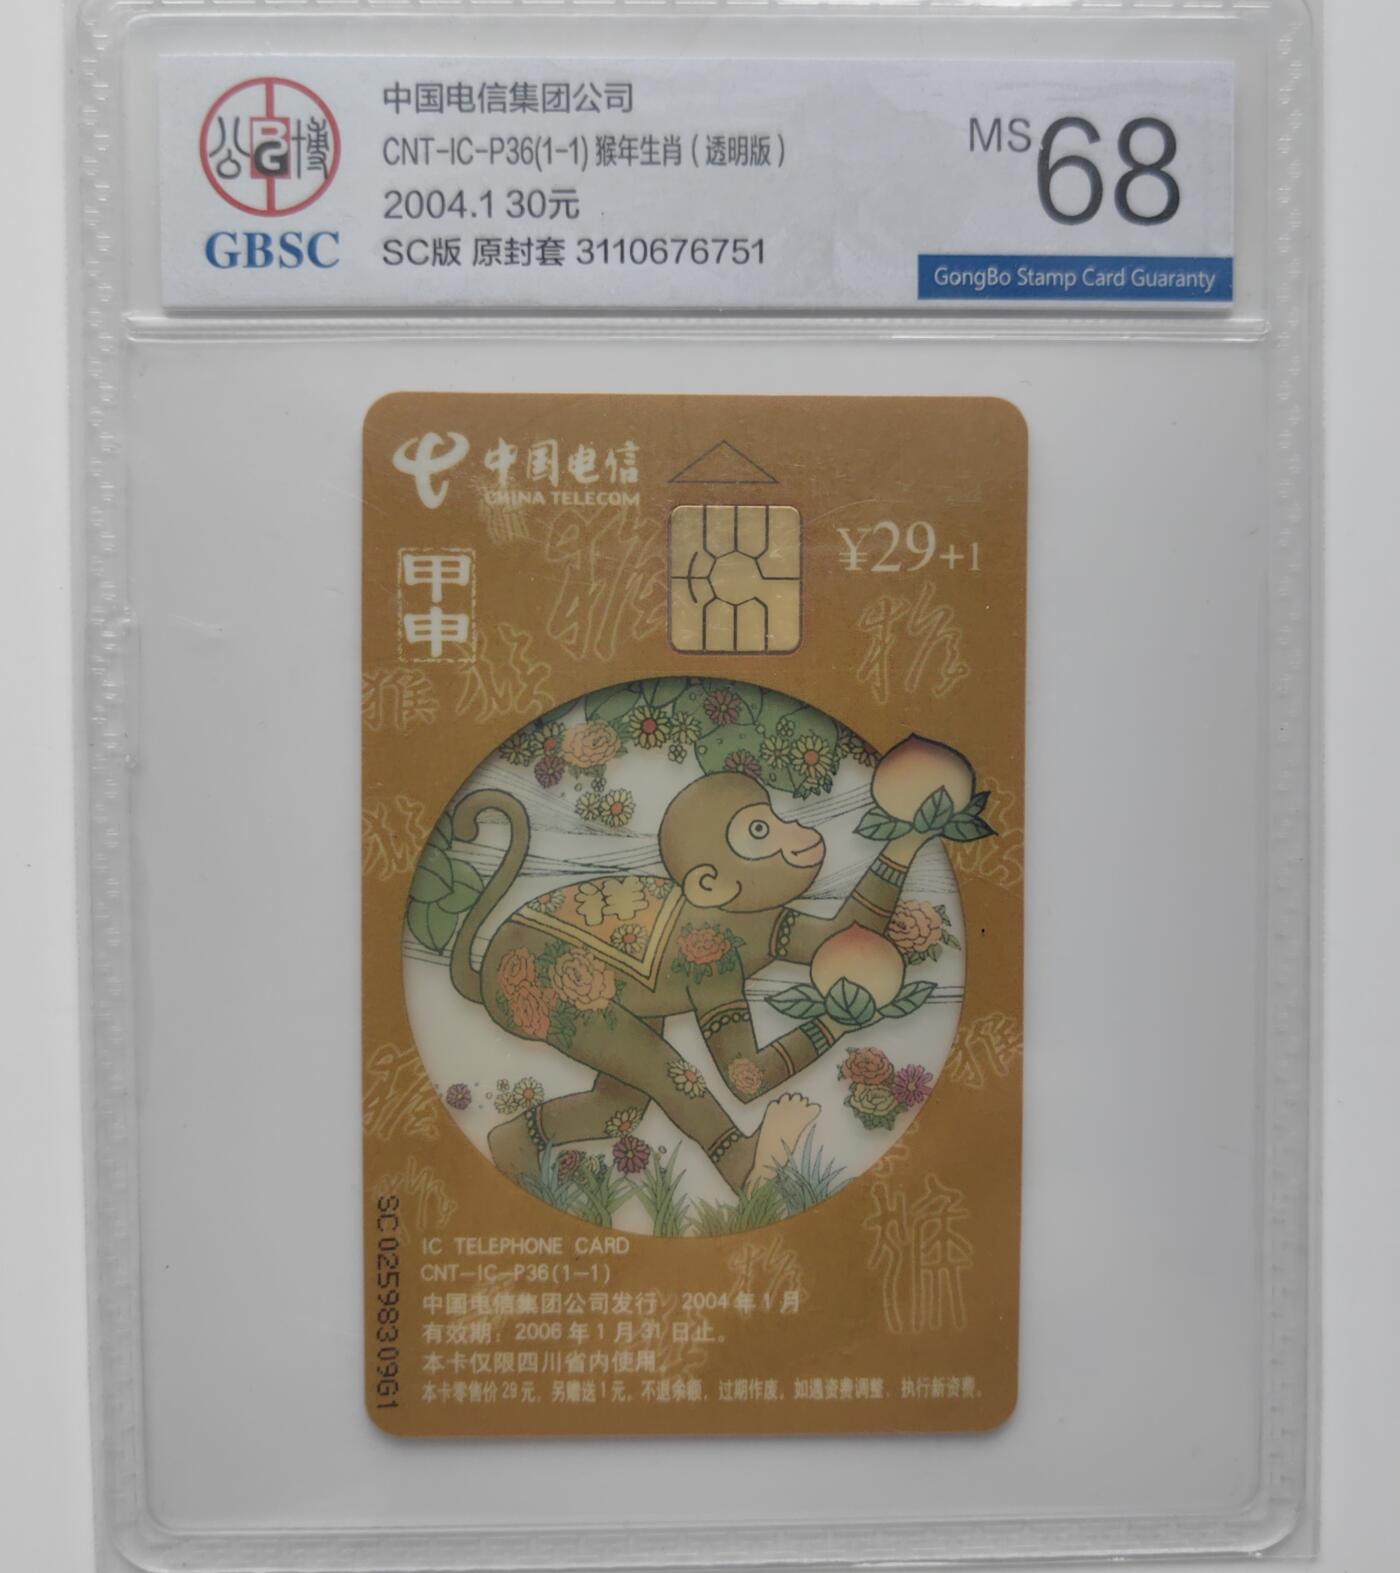 公博
BG
GBSC
中国电信集团公司
CNT-IC-P36(1-1) 猴年生肖（透明版）
2004.1 30元
SC版 原封套 3110676751
MS 68
GongBo Stamp Card Guaranty
中国电信
CHINA TELECOM
¥29+1
甲申
祥
SC02598309G1
IC TELEPHONE CARD
CNT-IC-P36(1-1)
中国电信集团公司发行 2004年1月
有效期：2006年1月31日止。
本卡仅限四川省内使用。
本卡零售价29元，另赠送1元，不退余额，过期作废，如遇资费调整，执行新资费。